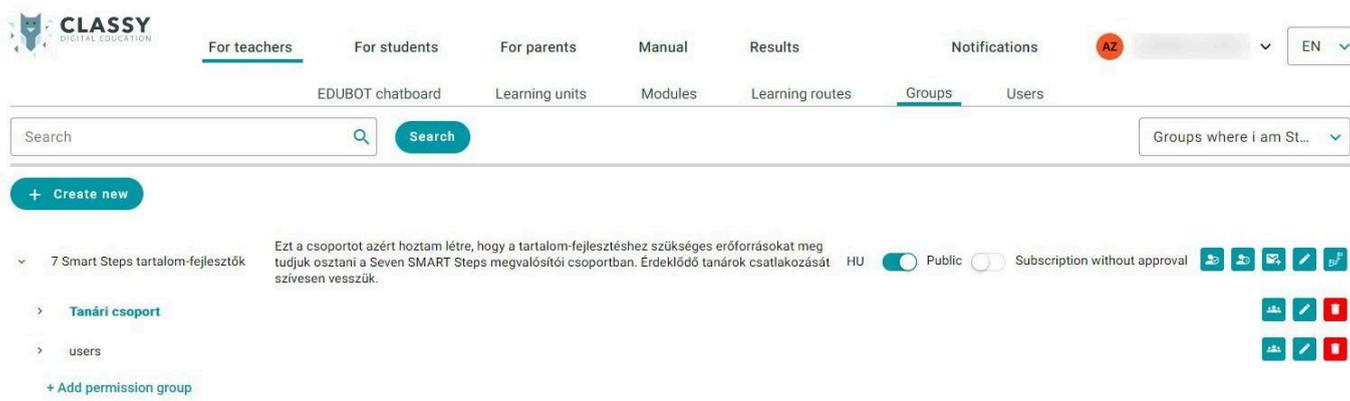 CLASSY
DIGITAL EDUCATION
For teachers For students For parents Manual Results Notifications AZ EN
EDUBOT chatboard Learning units Modules Learning routes Groups Users
Search Search Groups where i am St...
+ Create new
7 Smart Steps tartalom-fejlesztők
Ezt a csoportot azért hoztam létre, hogy a tartalom-fejlesztéshez szükséges erőforrásokat meg
tudjuk osztani a Seven SMART Steps megvalósítói csoportban. Érdeklődő tanárok csatlakozását
szívesen vesszük.
HU Public Subscription without approval
Tanári csoport
users
+ Add permission group